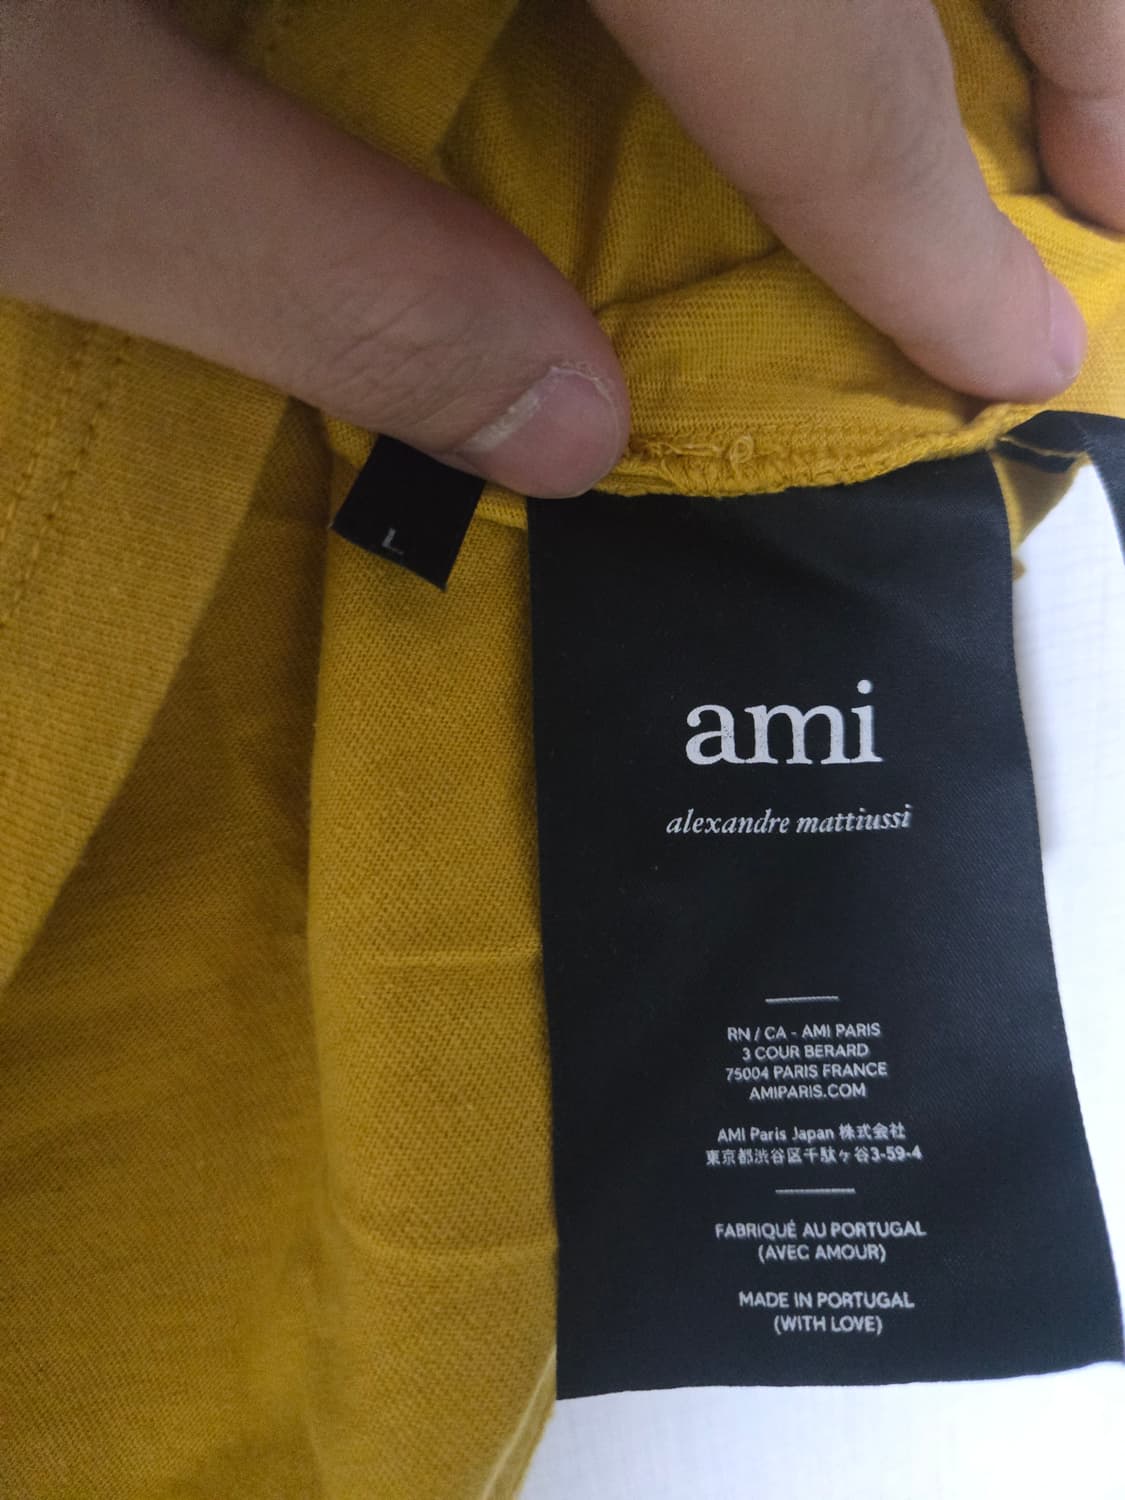 L
ami
alexandre mattiussi
RN / CA - AMI PARIS
3 COUR BERARD
75004 PARIS FRANCE
AMIPARIS.COM
AMI Paris Japan 株式会社
東京都渋谷区千駄ヶ谷3-59-4
FABRIQUÉ AU PORTUGAL
(AVEC AMOUR)
MADE IN PORTUGAL
(WITH LOVE)